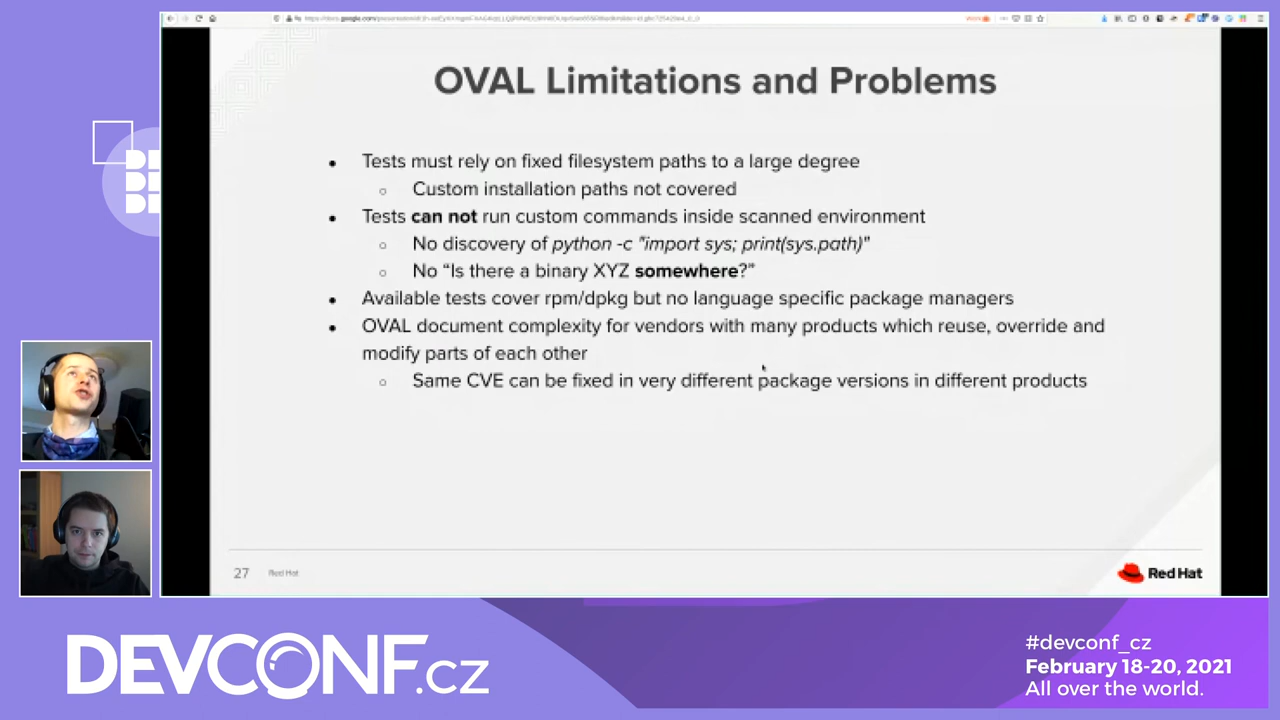 OVAL Limitations and Problems
● Tests must rely on fixed filesystem paths to a large degree
○ Custom installation paths not covered
● Tests can not run custom commands inside scanned environment
○ No discovery of python -c "import sys; print(sys.path)"
○ No “Is there a binary XYZ somewhere?”
● Available tests cover rpm/dpkg but no language specific package managers
● OVAL document complexity for vendors with many products which reuse, override and
modify parts of each other
○ Same CVE can be fixed in very different package versions in different products
27 Red Hat
Red Hat
DEVCONF.cz
#devconf_cz
February 18-20, 2021
All over the world.